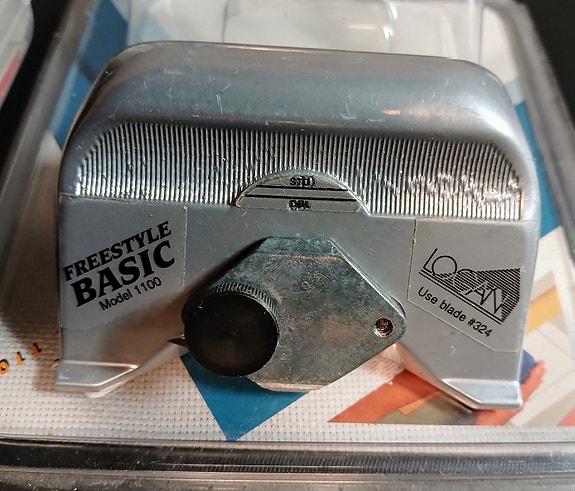 STD
DBL
FREESTYLE
BASIC
Model 1100
LOGAN
Use blade #324